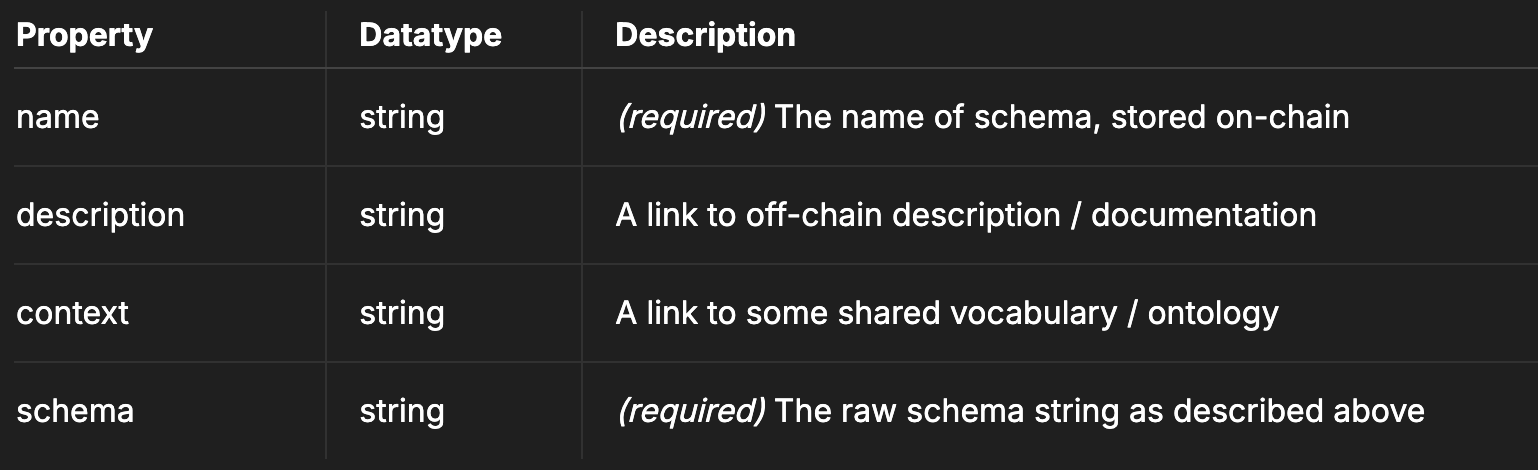 Property Datatype Description
name string (required) The name of schema, stored on-chain
description string A link to off-chain description / documentation
context string A link to some shared vocabulary / ontology
schema string (required) The raw schema string as described above